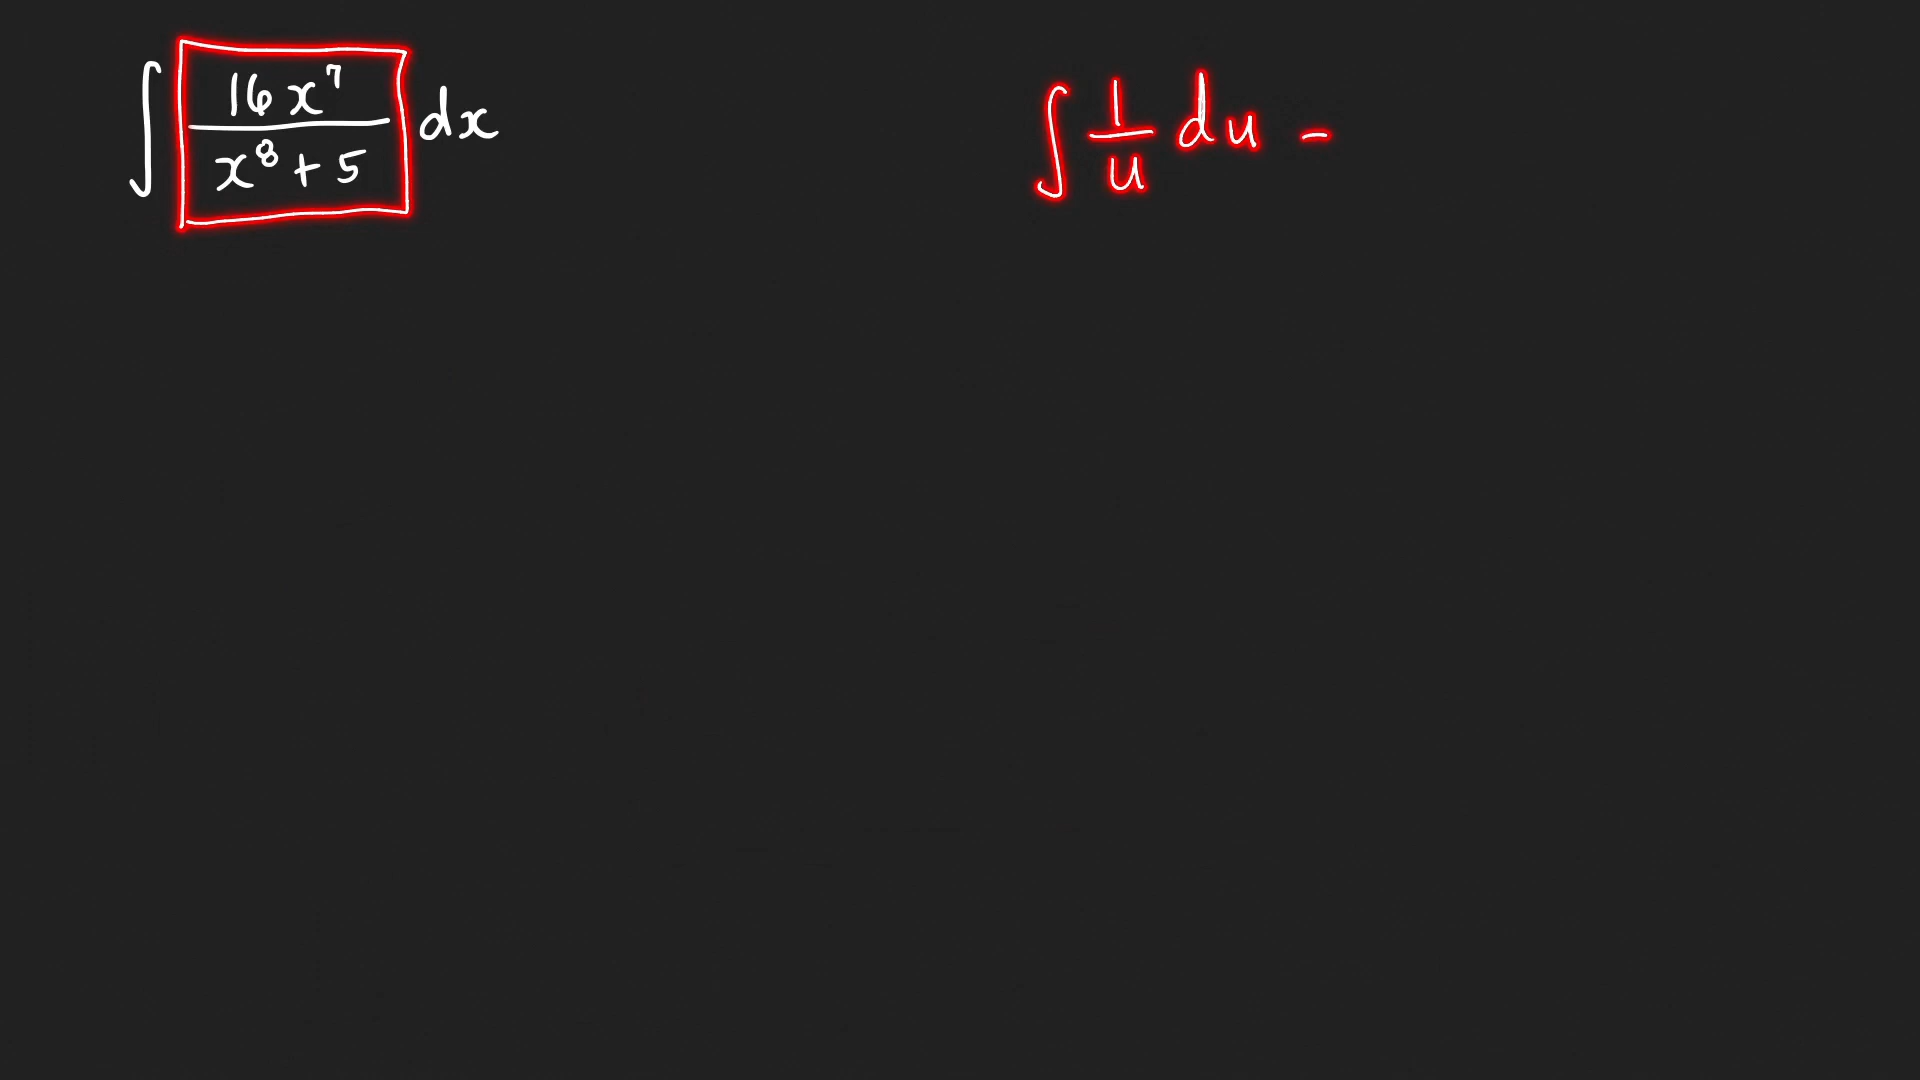 ∫ 16x⁷/(x⁸ + 5) dx
∫ 1/u du -